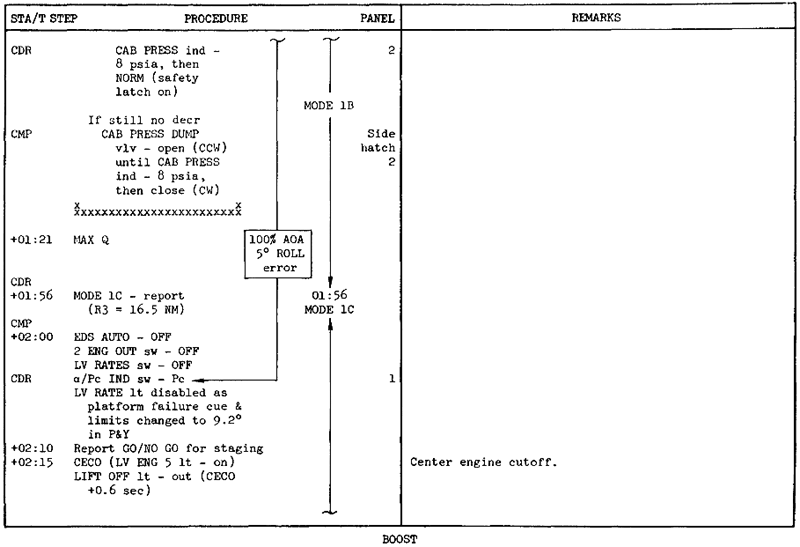 STA/T STEP PROCEDURE PANEL REMARKS
CDR CAB PRESS ind - 2
8 psia, then
NORM (safety
latch on)
MODE 1B
If still no decr
CMP CAB PRESS DUMP Side
vlv - open (CCW) hatch
until CAB PRESS 2
ind - 8 psia,
then close (CW)
x x
xxxxxxxxxxxxxxxxxxxxxxxx
+01:21 MAX Q 100% AOA
5° ROLL
error
CDR
+01:56 MODE 1C - report 01:56
(R3 = 16.5 NM) MODE 1C
CMP
+02:00 EDS AUTO - OFF
2 ENG OUT sw - OFF
LV RATES sw - OFF
CDR α/Pc IND sw - Pc 1
LV RATE lt disabled as
platform failure cue &
limits changed to 9.2°
in P&Y
+02:10 Report GO/NO GO for staging
+02:15 CECO (LV ENG 5 lt - on) Center engine cutoff.
LIFT OFF lt - out (CECO
+0.6 sec)
BOOST